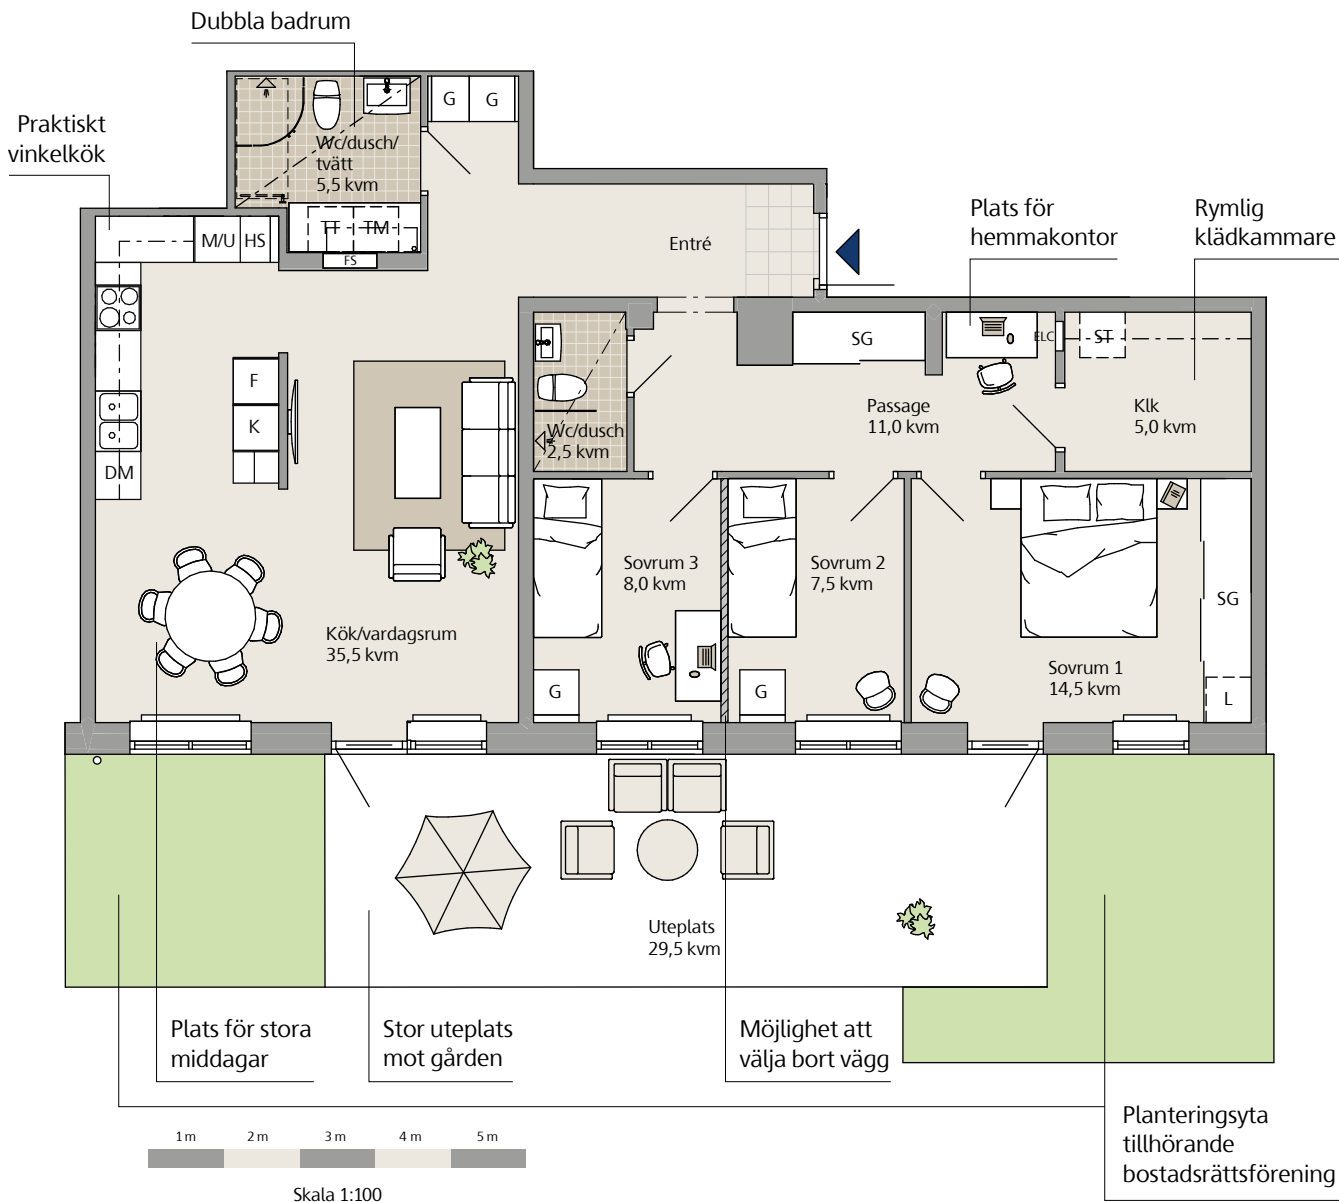 Dubbla badrum
Praktiskt
vinkelkök
G G
Wc/dusch/
tvätt
5,5 kvm
TT TM
FS
M/U HS
Entré
Plats för
hemmakontor
Rymlig
klädkammare
SG
ELC
ST
F
K
DM
Wc/dusch
2,5 kvm
Passage
11,0 kvm
Klk
5,0 kvm
Sovrum 3
8,0 kvm
Sovrum 2
7,5 kvm
SG
Kök/vardagsrum
35,5 kvm
Sovrum 1
14,5 kvm
G
G
L
Uteplats
29,5 kvm
Plats för stora
middagar
Stor uteplats
mot gården
Möjlighet att
välja bort vägg
Planteringsyta
tillhörande
bostadsrättsförening
1 m 2 m 3 m 4 m 5 m
Skala 1:100